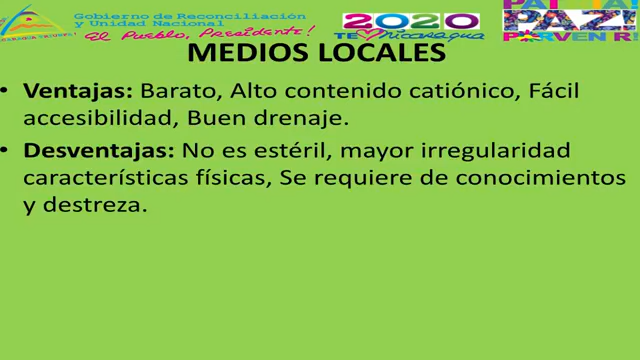 Gobierno de Reconciliación
y Unidad Nacional
El Pueblo, Presidente!
2020
TE Nicaragua
PAZ!
PORVENIR!
MEDIOS LOCALES
• Ventajas: Barato, Alto contenido catiónico, Fácil
accesibilidad, Buen drenaje.
• Desventajas: No es estéril, mayor irregularidad
características físicas, Se requiere de conocimientos
y destreza.